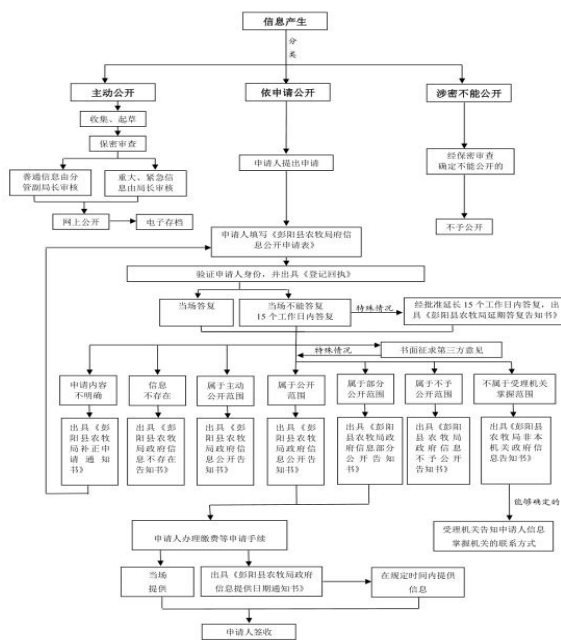 信息产生
分
类
主动公开
依申请公开
涉密不能公开
收集、起草
保密审查
普通信息由分
管副局长审核
重大、紧急信
息由局长审核
网上公开
电子存档
申请人提出申请
经保密审查
确定不能公开的
不予公开
申请人填写《彭阳县农牧局府信
息公开申请表》
验证申请人身份，并出具《登记回执》
当场答复
当场不能答复
15个工作日内答复
特殊情况
经批准延长15个工作日内答复，出
具《彭阳县农牧局延期答复告知书》
特殊情况
书面征求第三方意见
申请内容
不明确
信息
不存在
属于主动
公开范围
属于公开
范围
属于部分
公开范围
属于不予
公开范围
不属于受理机关
掌握范围
出具《彭
阳县农牧
局补正申
请通知
书》
出具《彭
阳县农牧
局政府信
息不存在
告知书》
出具《彭
阳县农牧
局政府信
息公开告
知书》
出具《彭
阳县农牧
局政府信
息公开告
知书》
出具《彭阳
县农牧局政
府信息部分
公开告知
书》
出具《彭阳
县农牧局
政府信息
不予公开
告知书》
出具《彭阳
县农牧局非本
机关政府信
息告知书》
能够确定的
受理机关告知申请人信息
掌握机关的联系方式
申请人办理缴费等申请手续
当场
提供
出具《彭阳县农牧局政府
信息提供日期通知书》
在规定时间内提供
信息
申请人签收